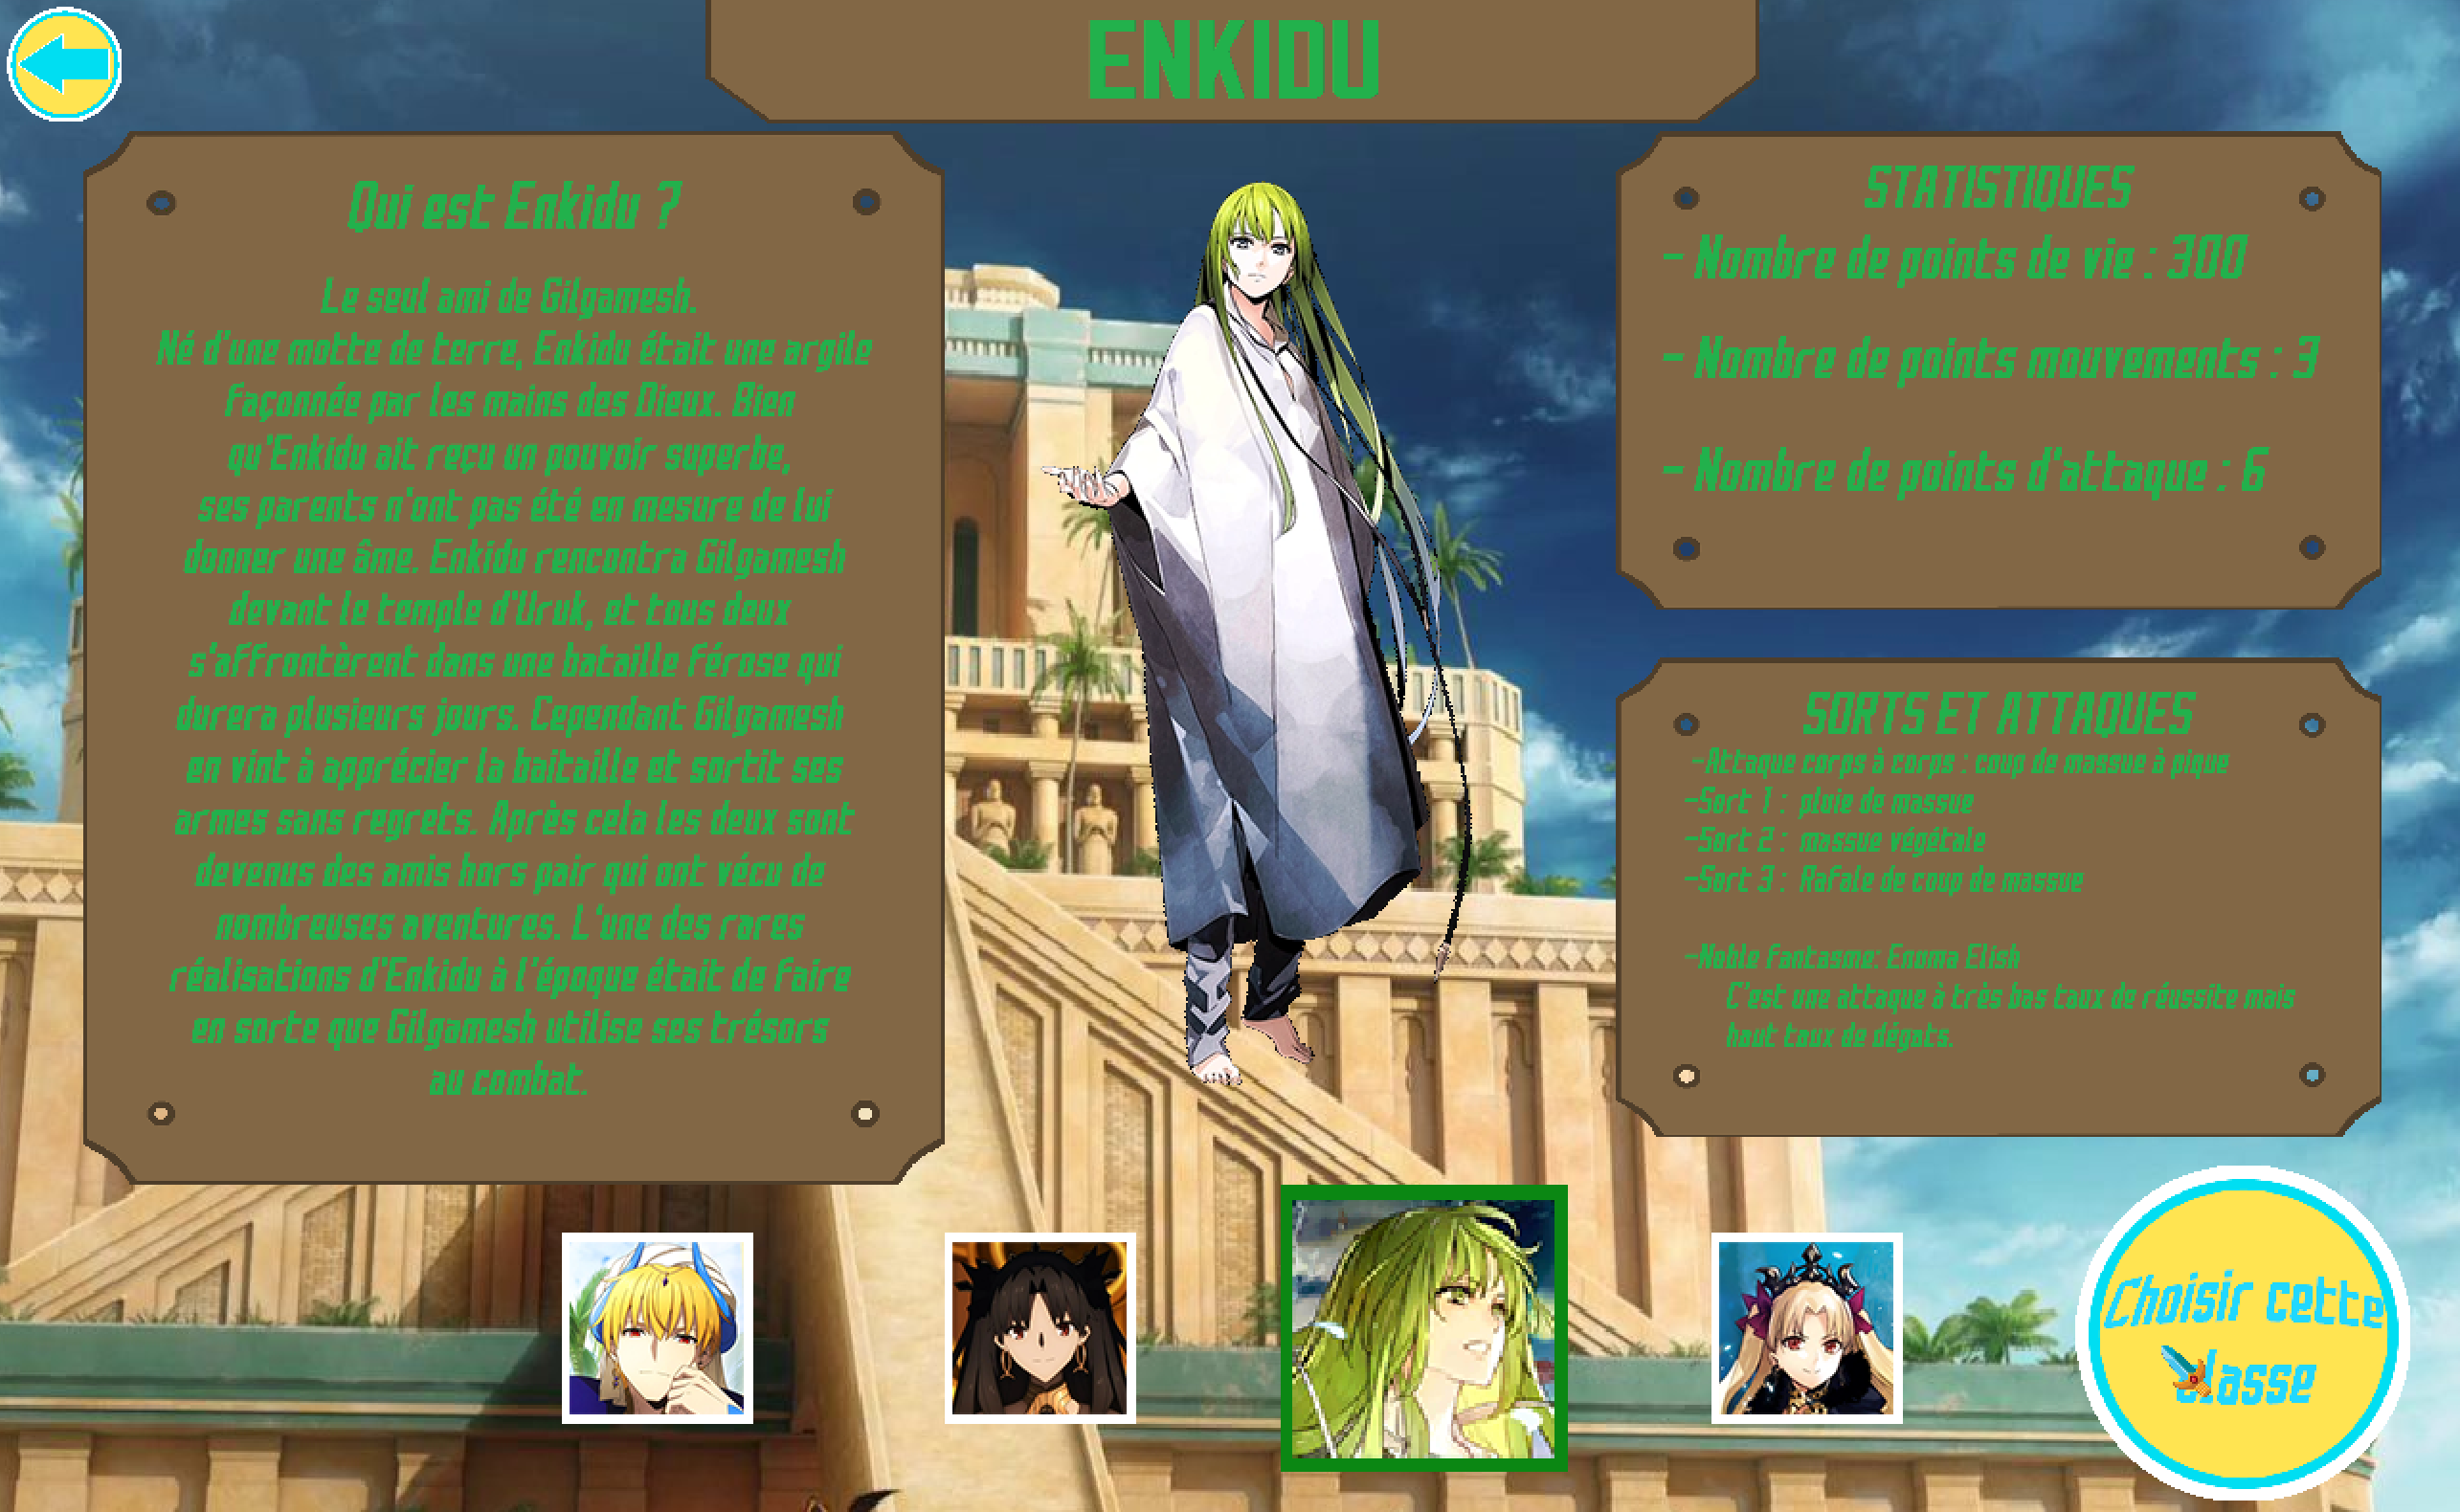 ENKIDU
Qui est Enkidu ?
Le seul ami de Gilgamesh.
Né d'une motte de terre, Enkidu était une argile
façonnée par les mains des Dieux. Bien
qu'Enkidu ait reçu un pouvoir superbe,
ses parents n'ont pas été en mesure de lui
donner une âme. Enkidu rencontra Gilgamesh
devant le temple d'Uruk, et tous deux
s'affrontèrent dans une bataille férose qui
durera plusieurs jours. Cependant Gilgamesh
en vint à apprécier la baitaille et sortit ses
armes sans regrets. Après cela les deux sont
devenus des amis hors pair qui ont vécu de
nombreuses aventures. L'une des rares
réalisations d'Enkidu à l'époque était de faire
en sorte que Gilgamesh utilise ses trésors
au combat.
STATISTIQUES
- Nombre de points de vie : 300
- Nombre de points mouvements : 3
- Nombre de points d'attaque : 6
SORTS ET ATTAQUES
-Attaque corps à corps : coup de massue à pique
-Sort 1 : pluie de massue
-Sort 2 : massue végétale
-Sort 3 : Rafale de coup de massue
-Noble Fantasme: Enuma Elish
C'est une attaque à très bas taux de réussite mais
haut taux de dégats.
Choisir cette
classe